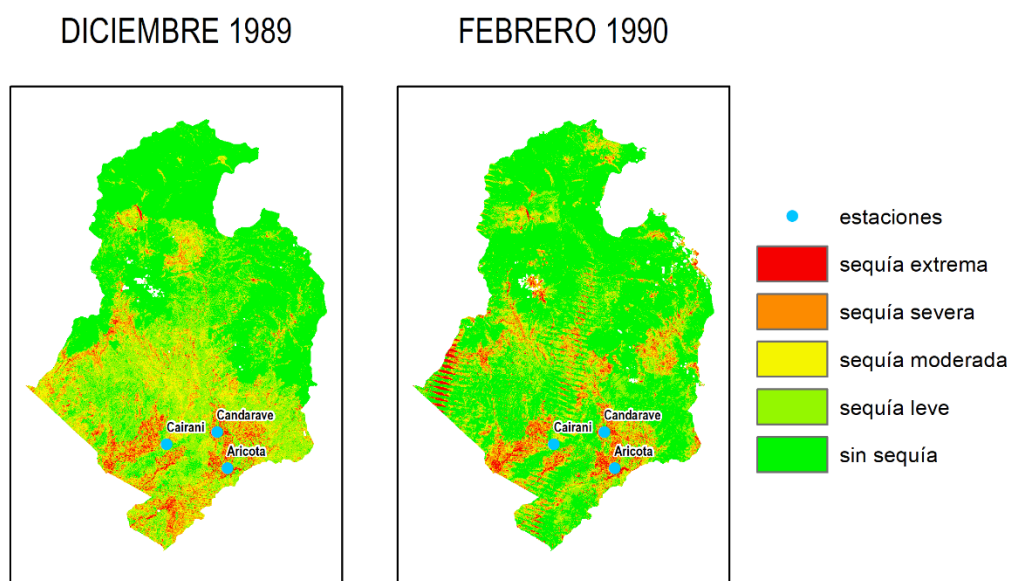 DICIEMBRE 1989
FEBRERO 1990
Candarave
Cairani
Aricota
Candarave
Cairani
Aricota
estaciones
sequía extrema
sequía severa
sequía moderada
sequía leve
sin sequía